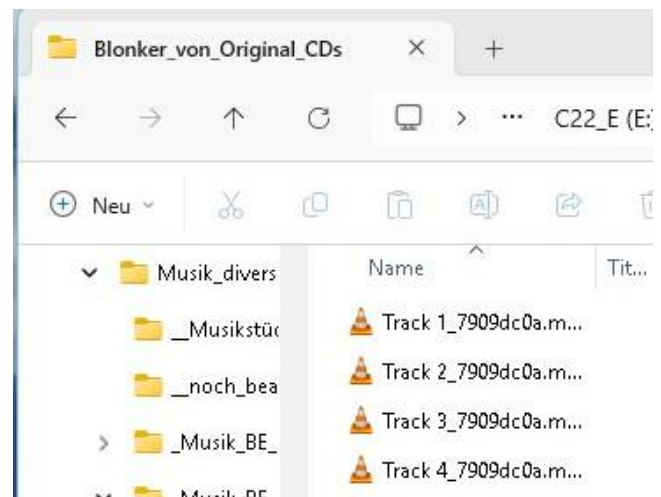 Blonker_von_Original_CDs
... C22_E (E:)
Neu
Musik_divers
Name Tit...
__Musikstüc
Track 1_7909dc0a.m...
__noch_bea
Track 2_7909dc0a.m...
_Musik_BE_
Track 3_7909dc0a.m...
Track 4_7909dc0a.m...